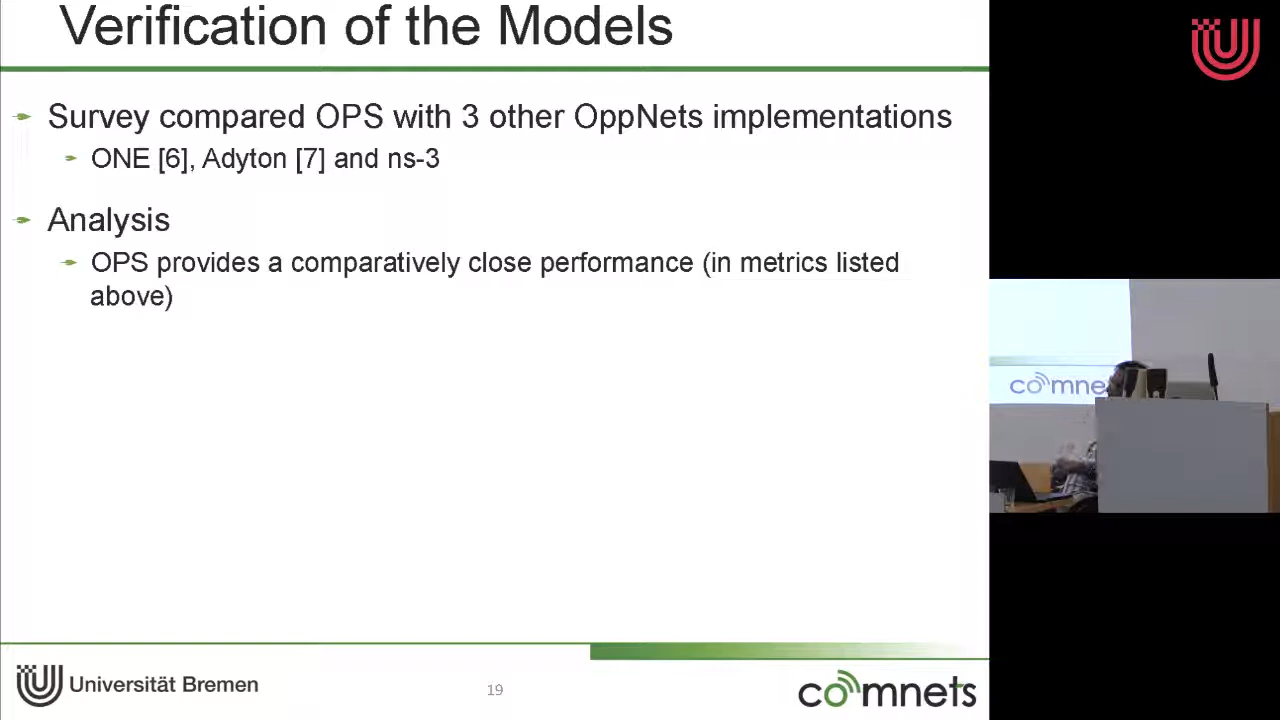 Verification of the Models
Survey compared OPS with 3 other OppNets implementations
ONE [6], Adyton [7] and ns-3
Analysis
OPS provides a comparatively close performance (in metrics listed
above)
Universität Bremen
19
comnets
comne